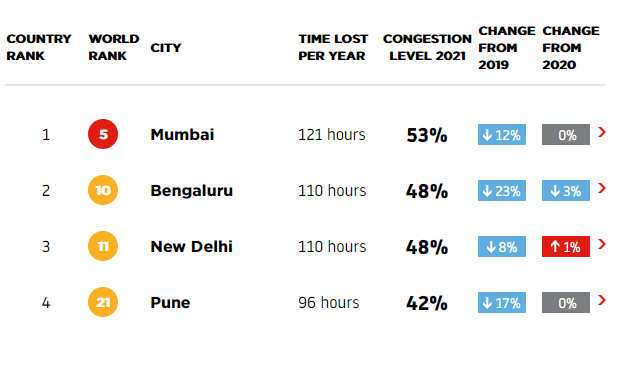 COUNTRY RANK WORLD RANK CITY TIME LOST PER YEAR CONGESTION LEVEL 2021 CHANGE FROM 2019 CHANGE FROM 2020
1 5 Mumbai 121 hours 53% ↓ 12% 0% >
2 10 Bengaluru 110 hours 48% ↓ 23% ↓ 3% >
3 11 New Delhi 110 hours 48% ↓ 8% ↑ 1% >
4 21 Pune 96 hours 42% ↓ 17% 0% >